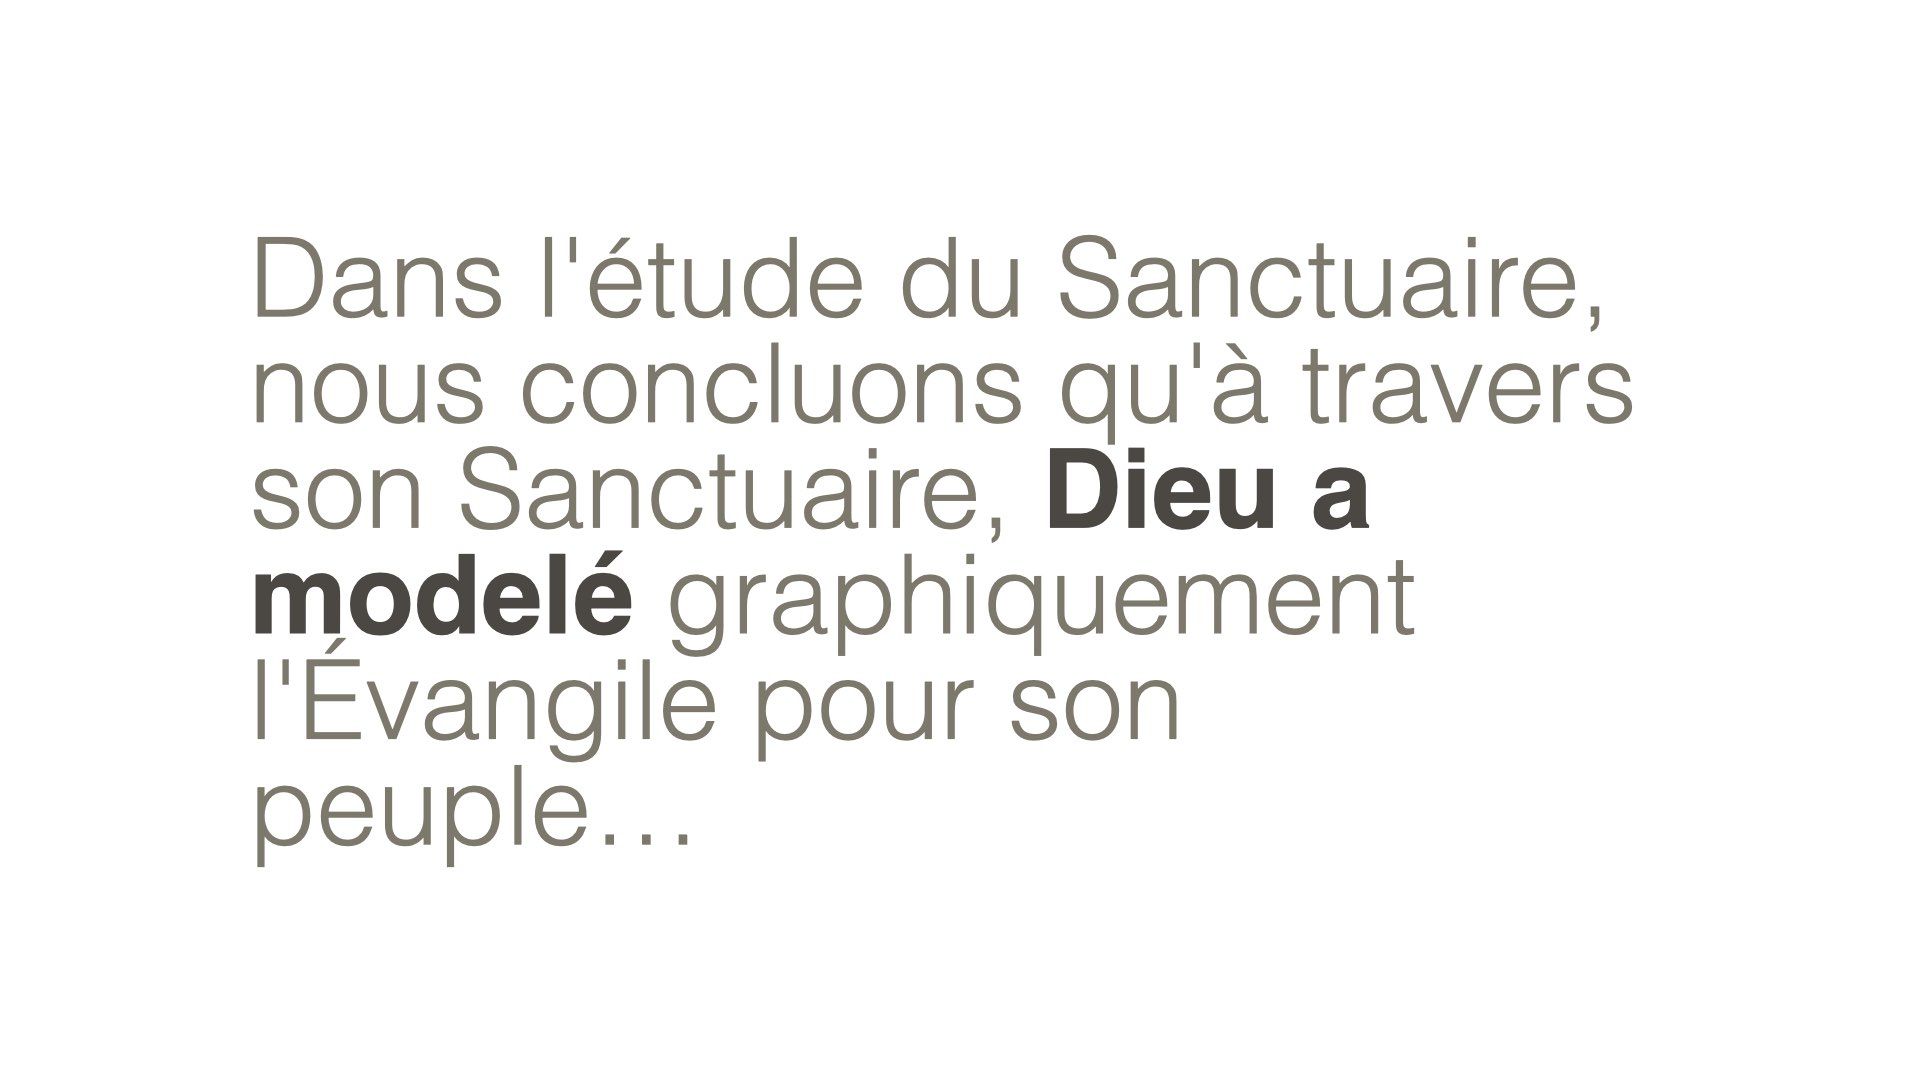 Dans l'étude du Sanctuaire,
nous concluons qu'à travers
son Sanctuaire, Dieu a
modelé graphiquement
l'Évangile pour son
peuple…